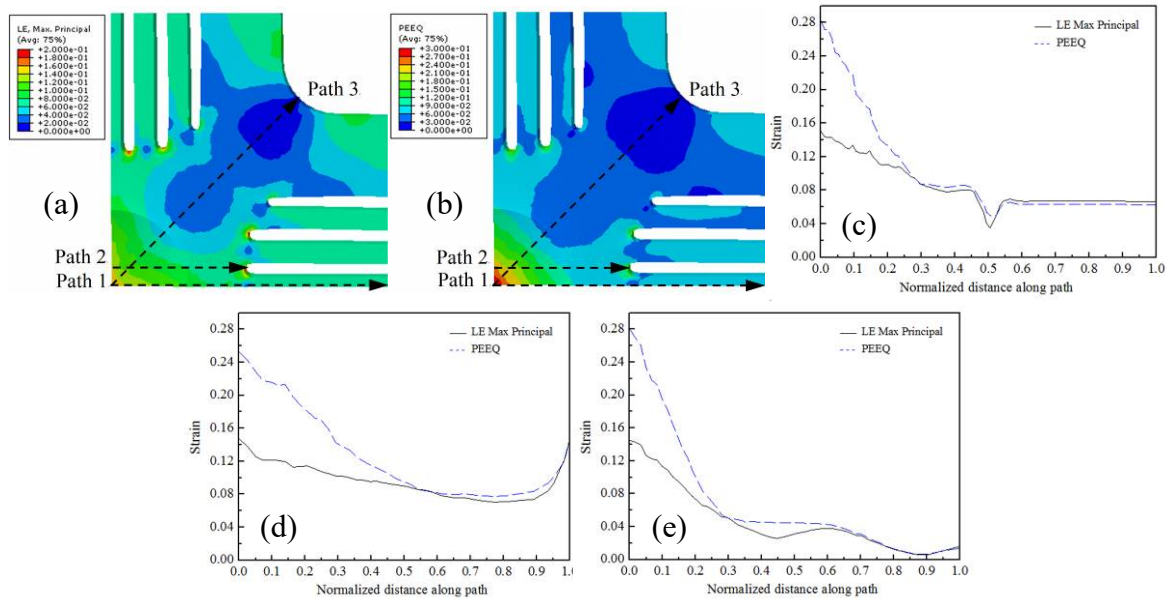 LE, Max. Principal
(Avg: 75%)
+2.000e-01
+1.800e-01
+1.600e-01
+1.400e-01
+1.200e-01
+1.000e-01
+8.000e-02
+6.000e-02
+4.000e-02
+2.000e-02
+0.000e+00
Path 3
(a)
Path 2
Path 1
PEEQ
(Avg: 75%)
+3.000e-01
+2.700e-01
+2.400e-01
+2.100e-01
+1.800e-01
+1.500e-01
+1.200e-01
+9.000e-02
+6.000e-02
+3.000e-02
+0.000e+00
Path 3
(b)
Path 2
Path 1
0.28
0.24
0.20
0.16
0.12
0.08
0.04
0.00
Strain
LE Max Principal
PEEQ
(c)
0.0 0.1 0.2 0.3 0.4 0.5 0.6 0.7 0.8 0.9 1.0
Normalized distance along path
0.28
0.24
0.20
0.16
0.12
0.08
0.04
0.00
Strain
LE Max Principal
PEEQ
(d)
0.0 0.1 0.2 0.3 0.4 0.5 0.6 0.7 0.8 0.9 1.0
Normalized distance along path
0.28
0.24
0.20
0.16
0.12
0.08
0.04
0.00
Strain
LE Max Principal
PEEQ
(e)
0.0 0.1 0.2 0.3 0.4 0.5 0.6 0.7 0.8 0.9 1.0
Normalized distance along path